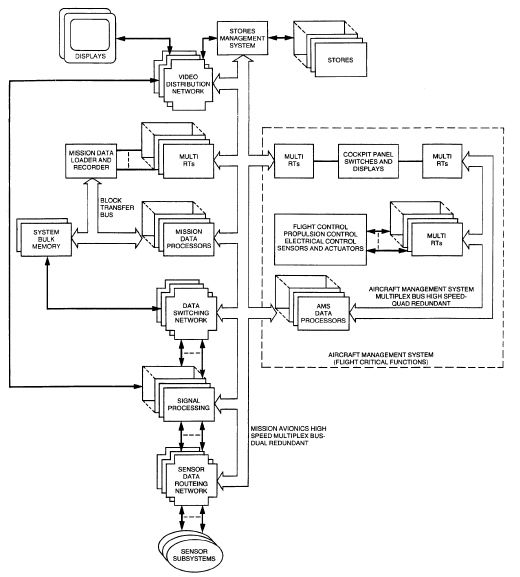 STORES
MANAGEMENT
SYSTEM
DISPLAYS
STORES
VIDEO
DISTRIBUTION
NETWORK
MISSION DATA
LOADER AND
RECORDER
MULTI
RTs
MULTI
RTs
COCKPIT PANEL
SWITCHES AND
DISPLAYS
MULTI
RTs
BLOCK
TRANSFER
BUS
SYSTEM
BULK
MEMORY
MISSION
DATA
PROCESSORS
FLIGHT CONTROL
PROPULSION CONTROL
ELECTRICAL CONTROL
SENSORS AND ACTUATORS
MULTI
RTs
AIRCRAFT MANAGEMENT SYSTEM
MULTIPLEX BUS HIGH SPEED-
QUAD REDUNDANT
DATA
SWITCHING
NETWORK
AMS
DATA
PROCESSORS
AIRCRAFT MANAGEMENT SYSTEM
(FLIGHT CRITICAL FUNCTIONS)
SIGNAL
PROCESSING
MISSION AVIONICS HIGH
SPEED MULTIPLEX BUS-
DUAL REDUNDANT
SENSOR
DATA
ROUTEING
NETWORK
SENSOR
SUBSYSTEMS